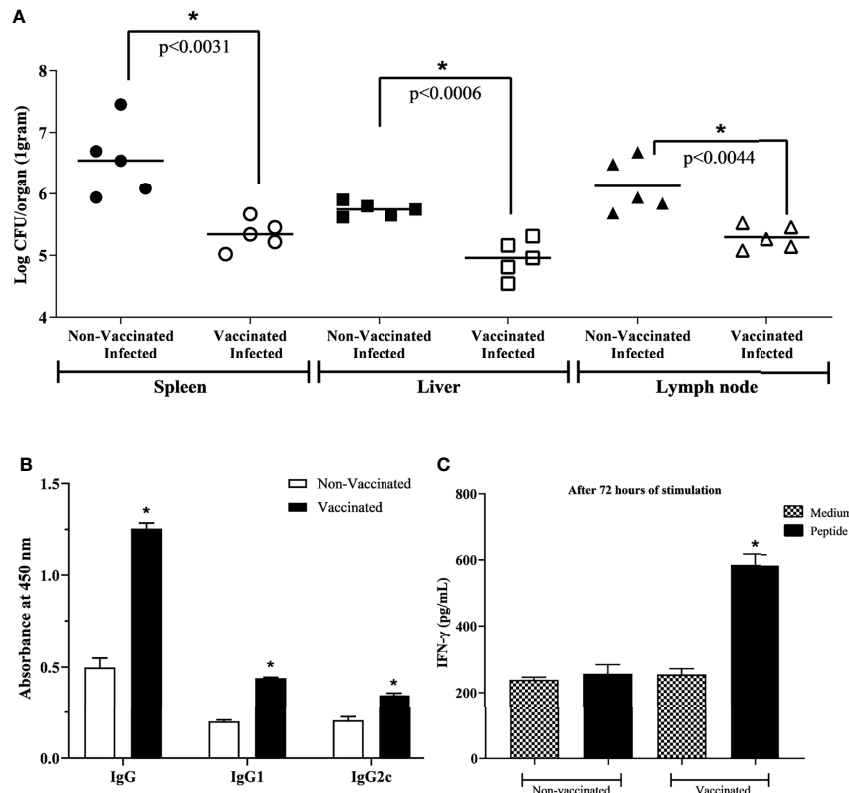 A
*
p<0.0031
*
p<0.0006
*
p<0.0044
Log CFU/organ (1gram)
8
7
6
5
4
Non-Vaccinated
Infected
Vaccinated
Infected
Non-Vaccinated
Infected
Vaccinated
Infected
Non-Vaccinated
Infected
Vaccinated
Infected
Spleen
Liver
Lymph node
B
Absorbance at 450 nm
1.5
1.0
0.5
0.0
Non-Vaccinated
Vaccinated
*
*
*
IgG
IgG1
IgG2c
C
After 72 hours of stimulation
IFN-γ (pg/mL)
800
600
400
200
0
Medium
Peptide
*
Non-vaccinated
Vaccinated